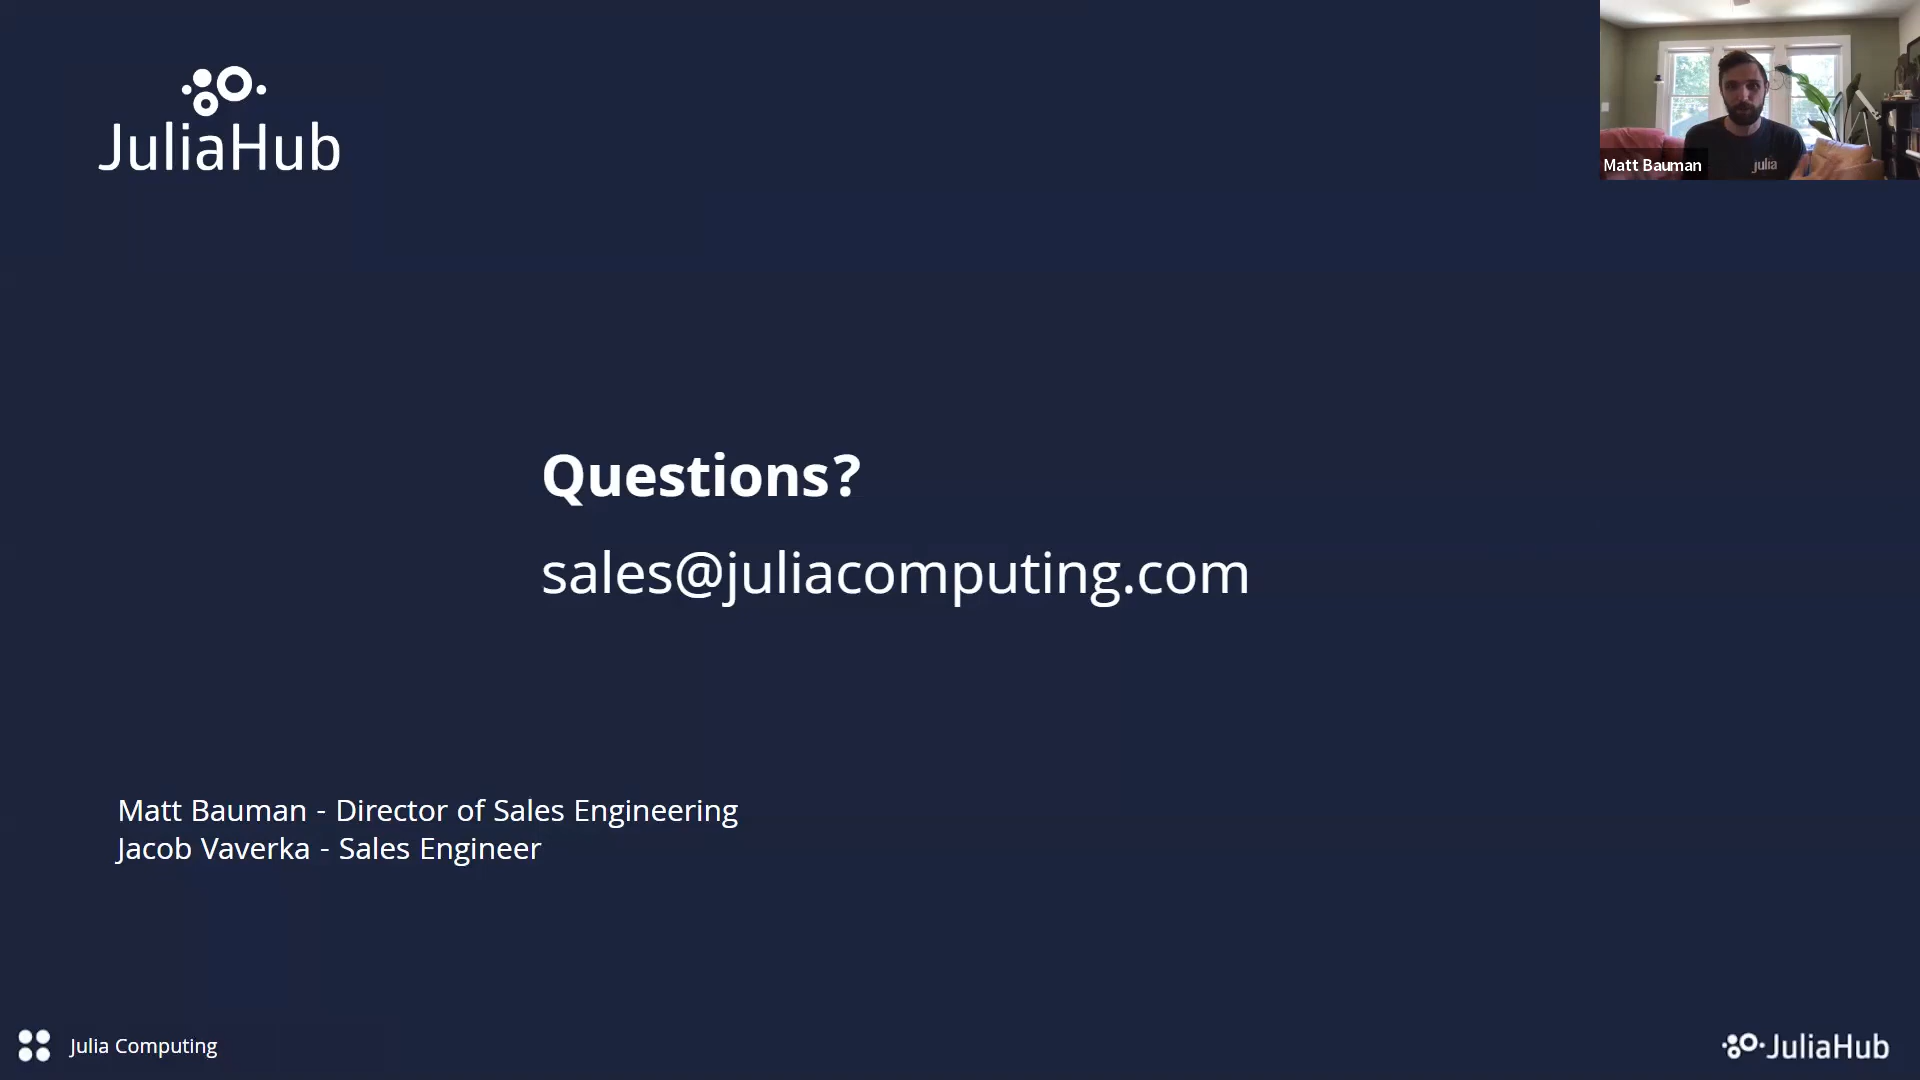 JuliaHub
Matt Bauman
julia
Questions?
sales@juliacomputing.com
Matt Bauman - Director of Sales Engineering
Jacob Vaverka - Sales Engineer
Julia Computing
JuliaHub